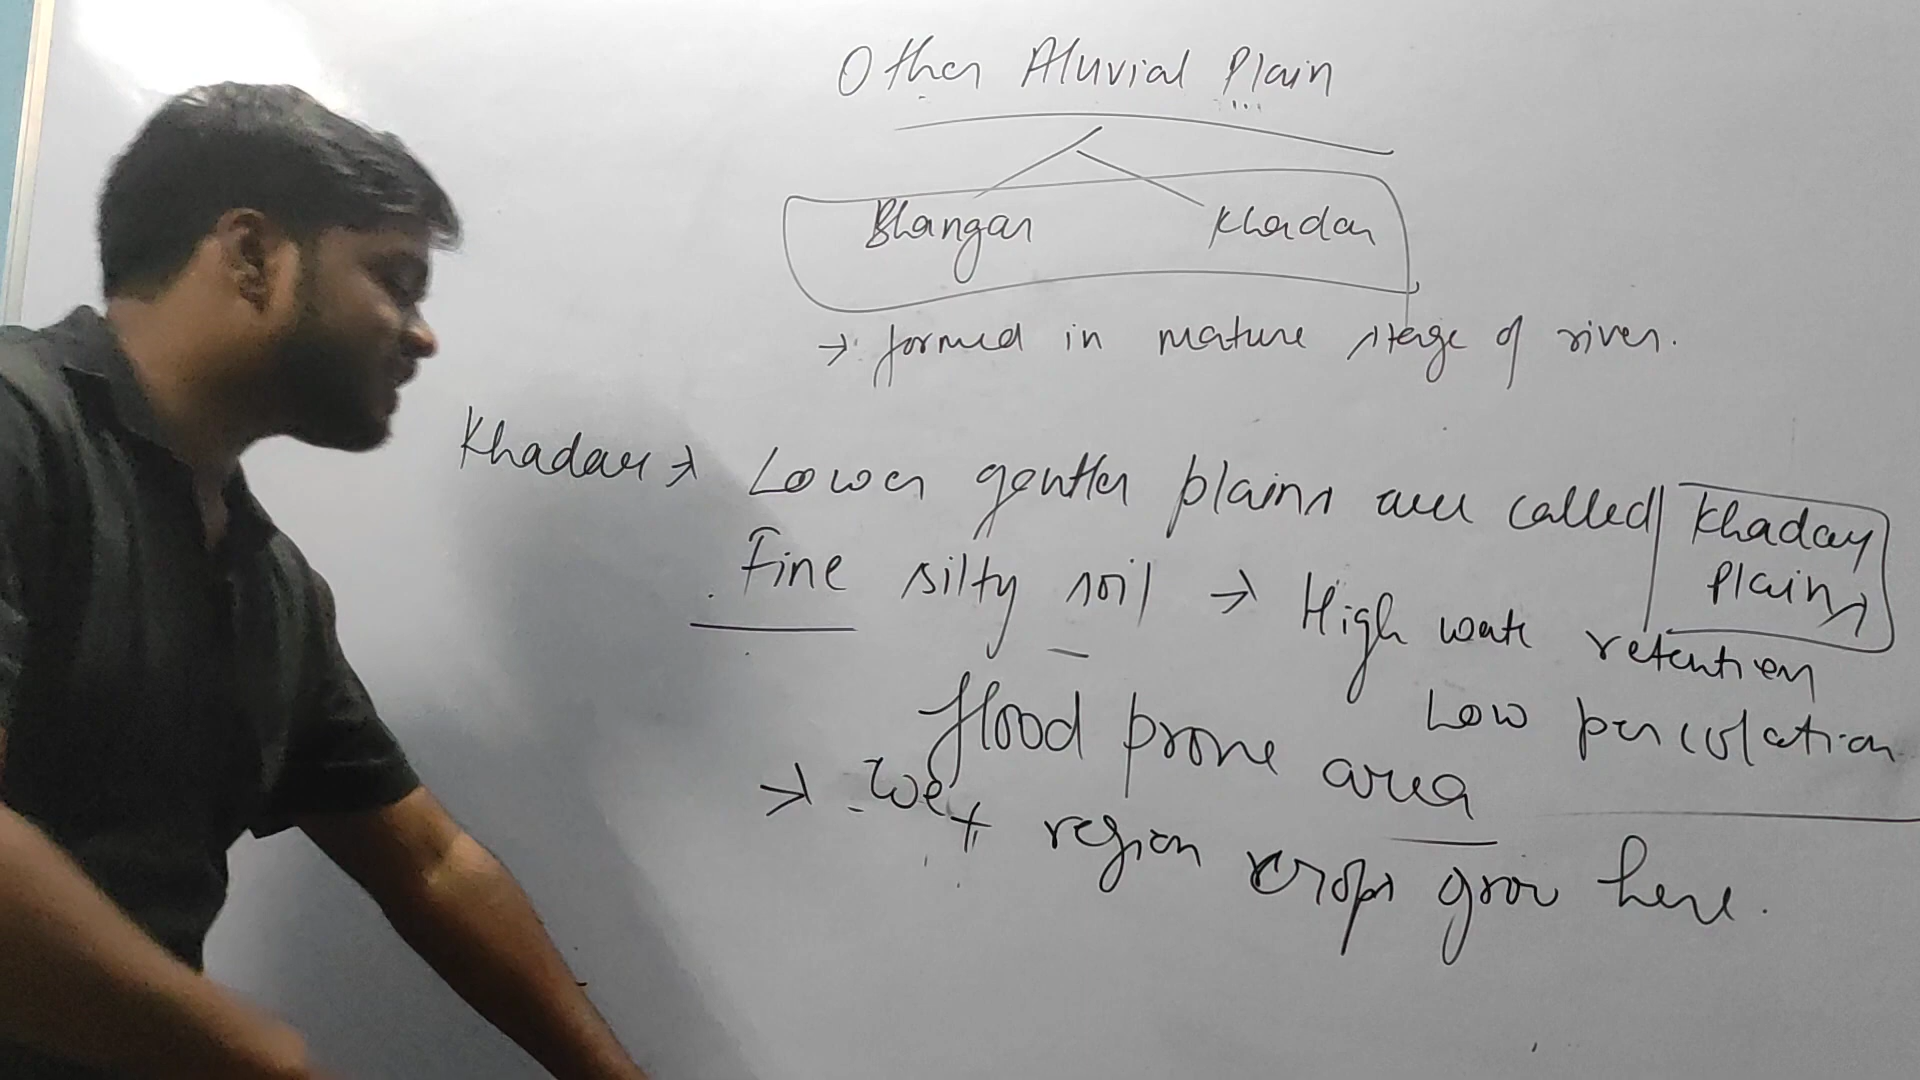 Other Aluvial Plain
Bhangar Khadar
→ formed in mature stage of river.
Khadar → Lower gentler plains are called Khadar
Plains
Fine silty soil → High wate retention
Low percolation
flood prone area
→ Wet region crops grow here.